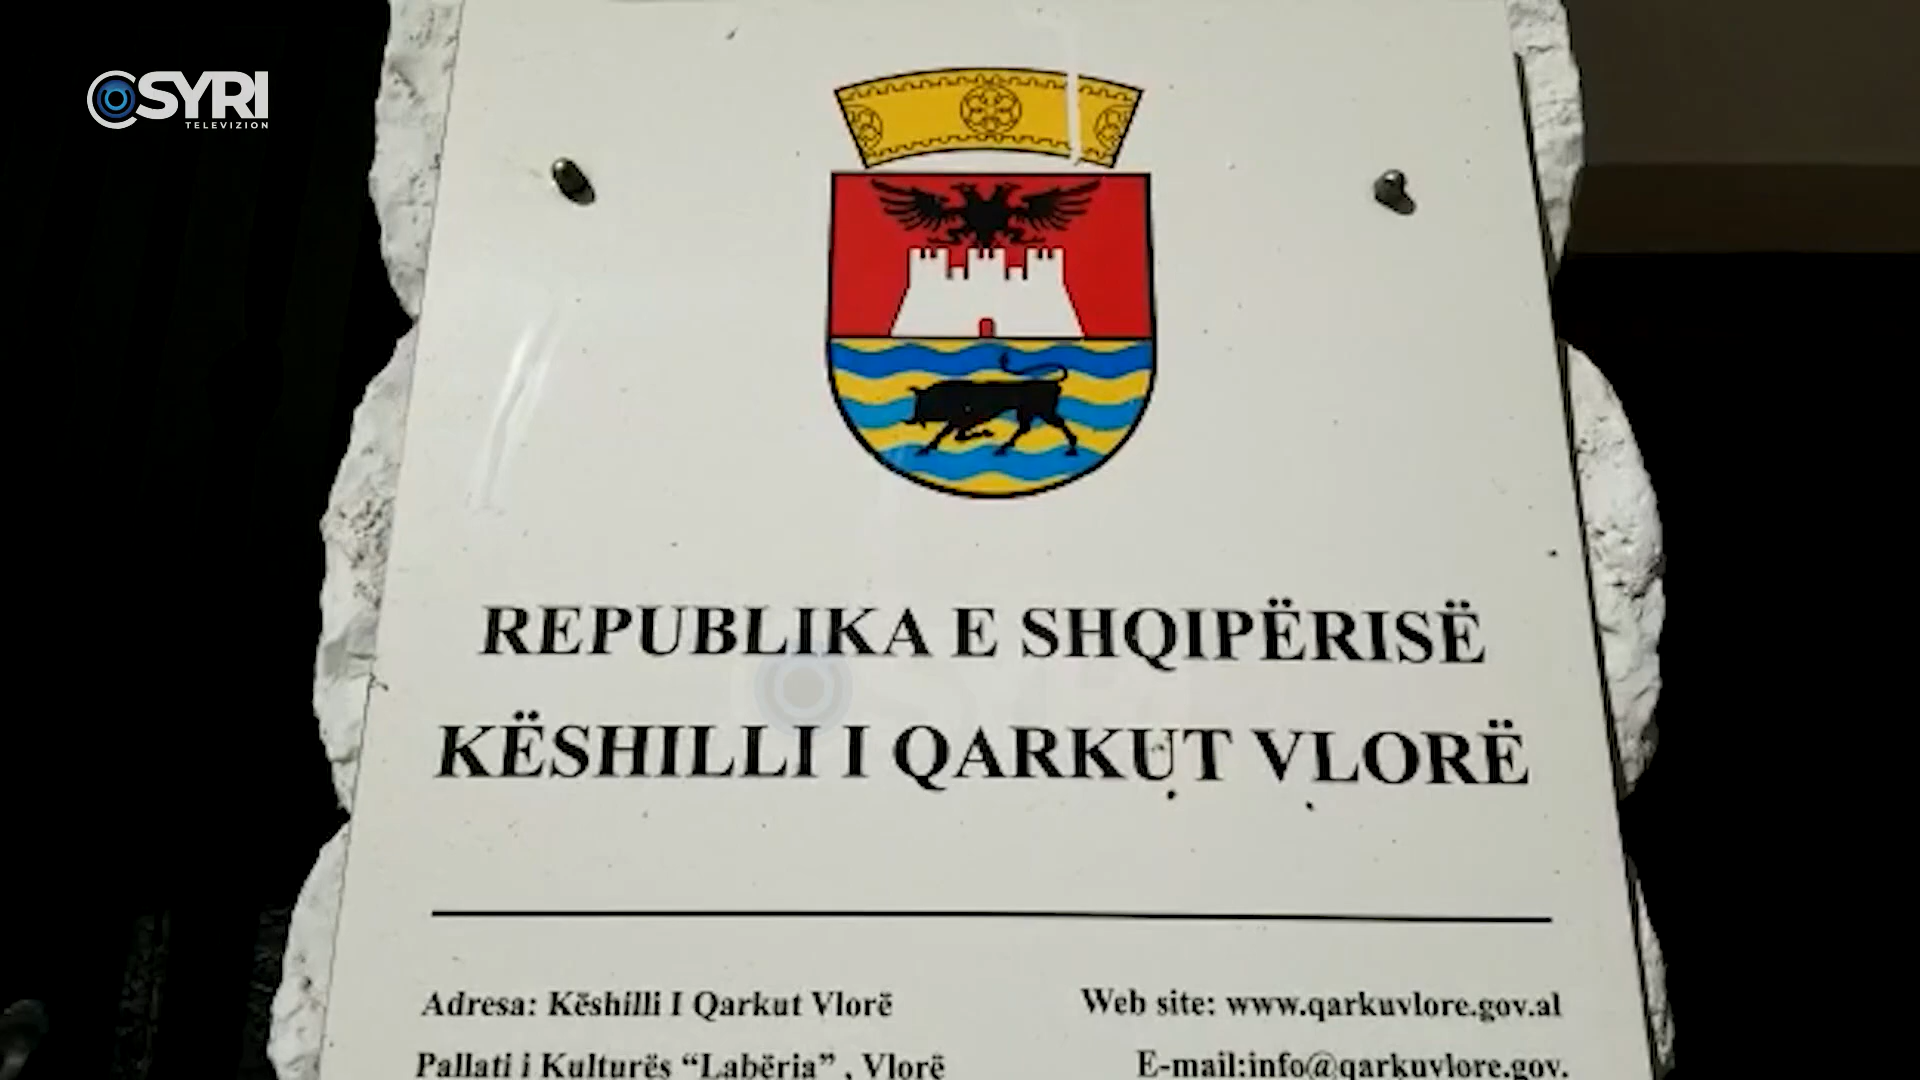 SYRI
TELEVIZION
REPUBLIKA E SHQIPËRISË
KËSHILLI I QARKUT VLORË
Adresa: Këshilli I Qarkut Vlorë
Web site: www.qarkuvlore.gov.al
Pallati i Kulturës “Labëria” , Vlorë
E-mail:info@qarkuvlore.gov.
SYRI